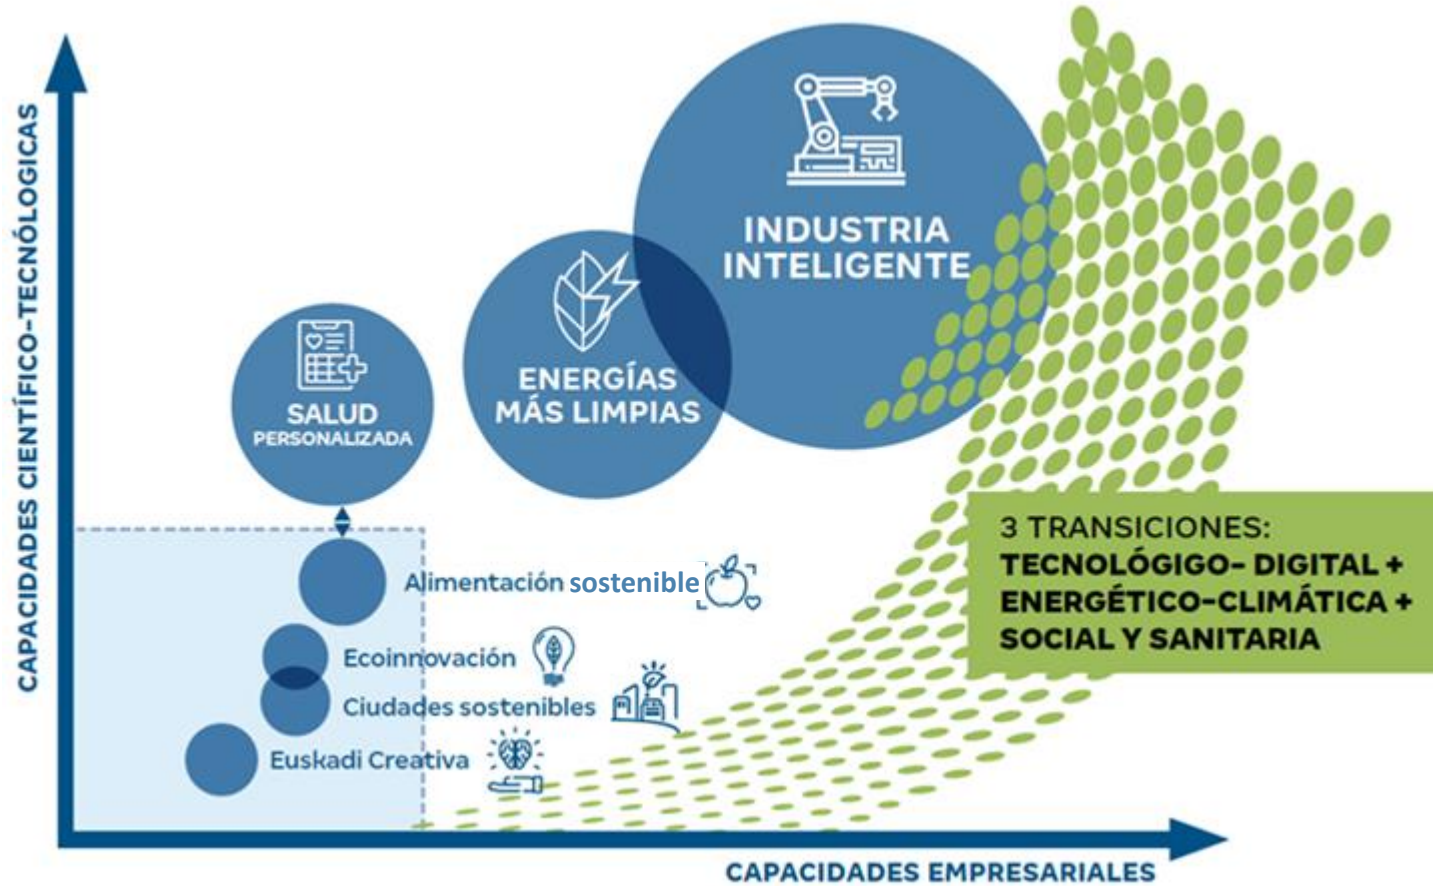 CAPACIDADES CIENTÍFICO-TECNÓLOGICAS
INDUSTRIA
INTELIGENTE
ENERGÍAS
MÁS LIMPIAS
SALUD
PERSONALIZADA
Alimentación sostenible
Ecoinnovación
Ciudades sostenibles
Euskadi Creativa
3 TRANSICIONES:
TECNOLÓGIGO- DIGITAL +
ENERGÉTICO-CLIMÁTICA +
SOCIAL Y SANITARIA
CAPACIDADES EMPRESARIALES